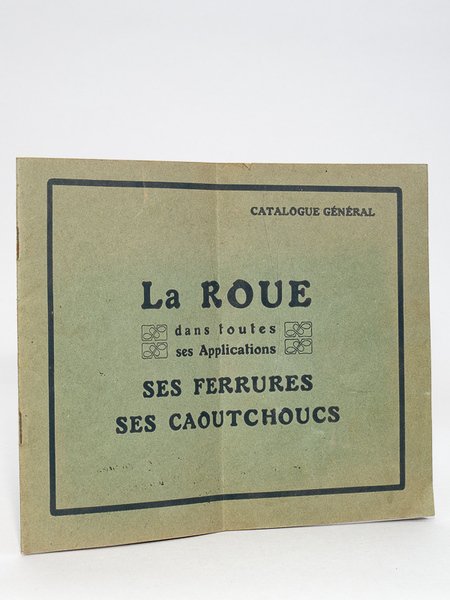 CATALOGUE GÉNÉRAL
La ROUE
dans toutes
ses Applications
SES FERRURES
SES CAOUTCHOUCS